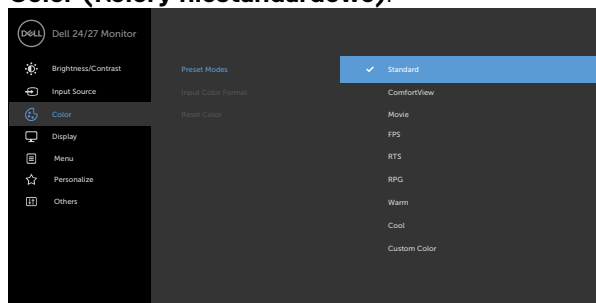 Color (Kolory niestandardowe).
DELL Dell 24/27 Monitor
Brightness/Contrast Preset Modes Standard
Input Source Input Color Format ComfortView
Color Reset Color Movie
Display FPS
Menu RTS
Personalize RPG
Others Warm
Cool
Custom Color